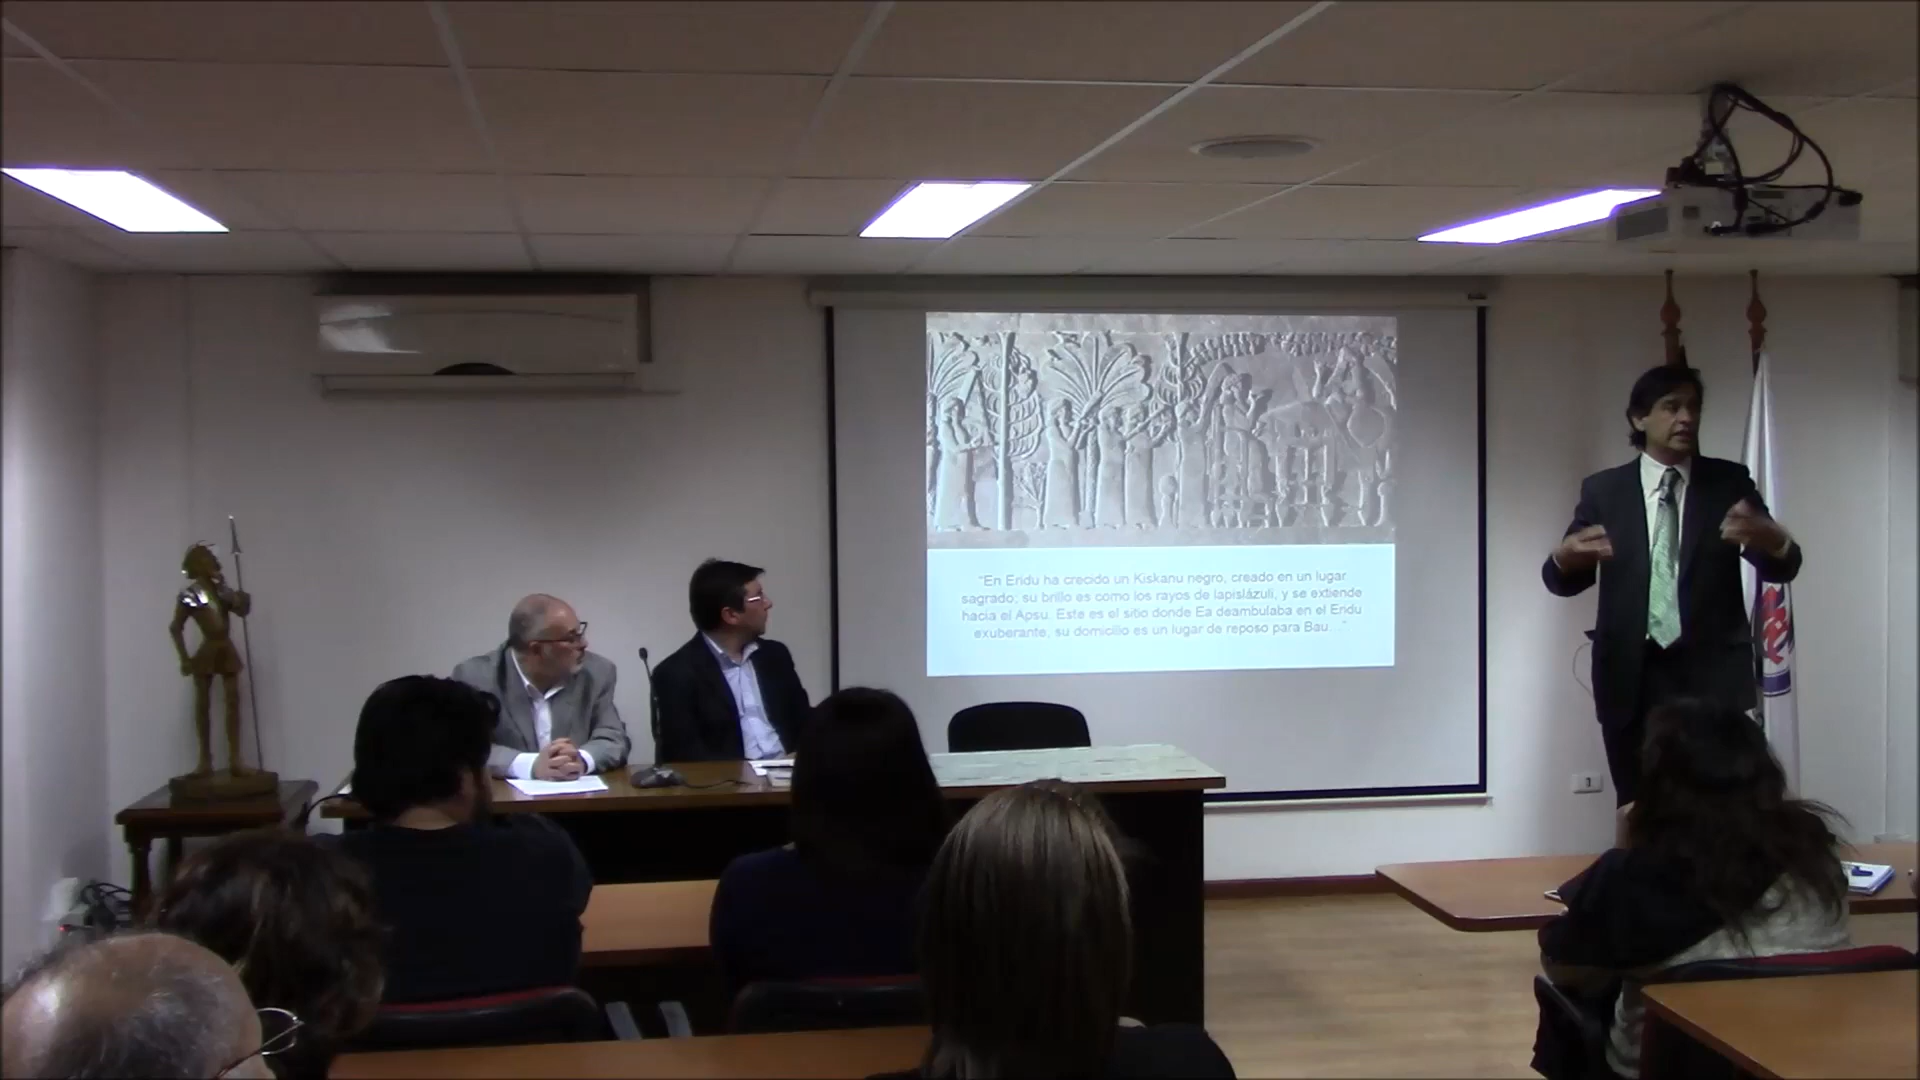 "En Eridu ha crecido un Kiskanu negro, creado en un lugar
sagrado; su brillo es como los rayos de lapislázuli, y se extiende
hacia el Apsu. Este es el sitio donde Ea deambulaba en el Eridu
exuberante, su domicilio es un lugar de reposo para Bau..."